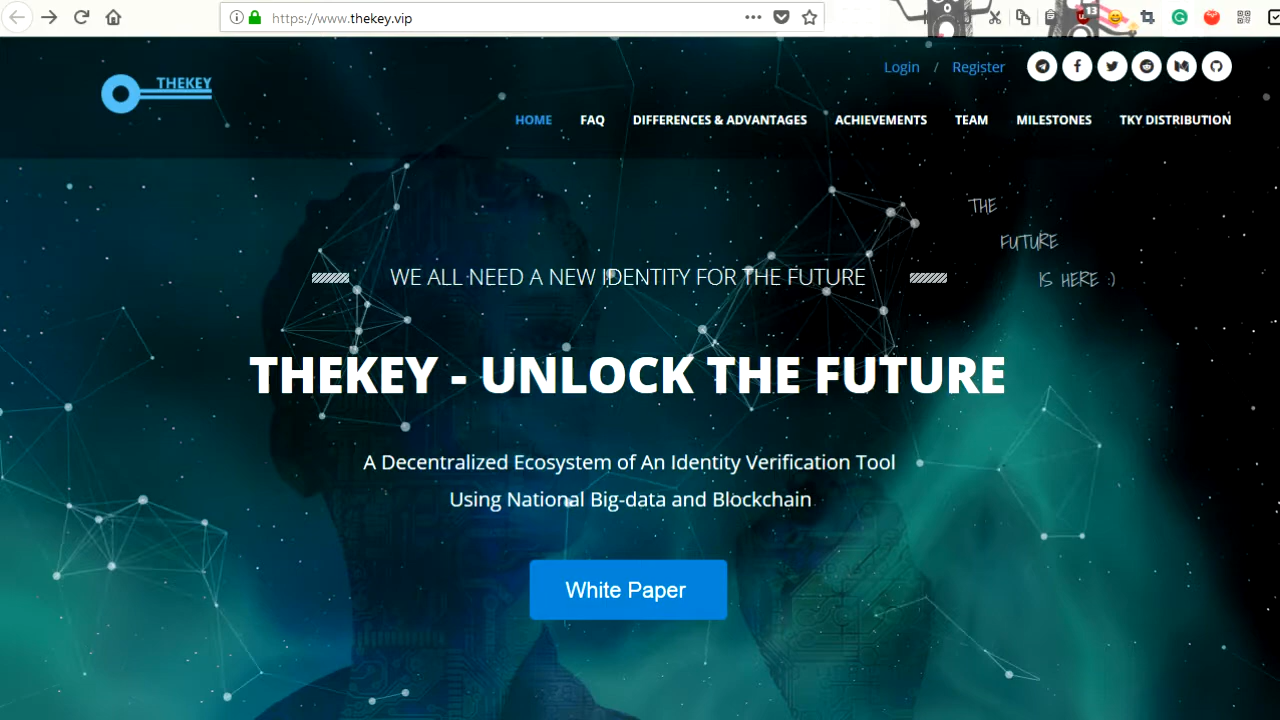 https://www.thekey.vip
13
THEKEY
Login / Register
HOME FAQ DIFFERENCES & ADVANTAGES ACHIEVEMENTS TEAM MILESTONES TKY DISTRIBUTION
THE
FUTURE
IS HERE :)
WE ALL NEED A NEW IDENTITY FOR THE FUTURE
THEKEY - UNLOCK THE FUTURE
A Decentralized Ecosystem of An Identity Verification Tool
Using National Big-data and Blockchain
White Paper